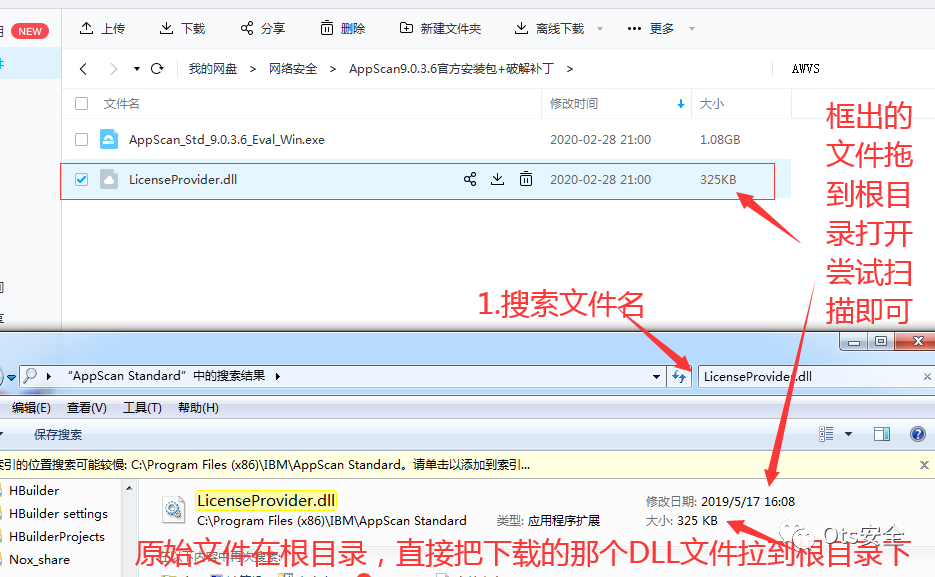 NEW
上传 下载 分享 删除 新建文件夹 离线下载 更多
我的网盘 > 网络安全 > AppScan9.0.3.6官方安装包+破解补丁 >
AWVS
文件名 修改时间 大小
AppScan_Std_9.0.3.6_Eval_Win.exe 2020-02-28 21:00 1.08GB
LicenseProvider.dll 2020-02-28 21:00 325KB
框出的
文件拖
到根目
录打开
尝试扫
描即可
1.搜索文件名
"AppScan Standard" 中的搜索结果
LicenseProvider.dll
编辑(E) 查看(V) 工具(T) 帮助(H)
保存搜索
索引的位置搜索可能较慢: C:\Program Files (x86)\IBM\AppScan Standard。请单击以添加到索引...
HBuilder
HBuilder settings
HBuilderProjects
Nox_share
LicenseProvider.dll
C:\Program Files (x86)\IBM\AppScan Standard
类型: 应用程序扩展
修改日期: 2019/5/17 16:08
大小: 325 KB
Ots安全
原始文件在根目录，直接把下载的那个DLL文件拉到根目录下